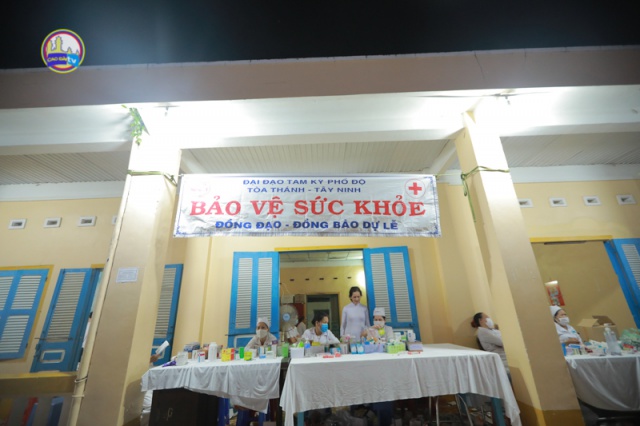 ĐẠI ĐẠO TAM KỲ PHỔ ĐỘ
TÒA THÁNH - TÂY NINH
BẢO VỆ SỨC KHỎE
ĐỒNG ĐẠO - ĐỒNG BÀO DỰ LỄ